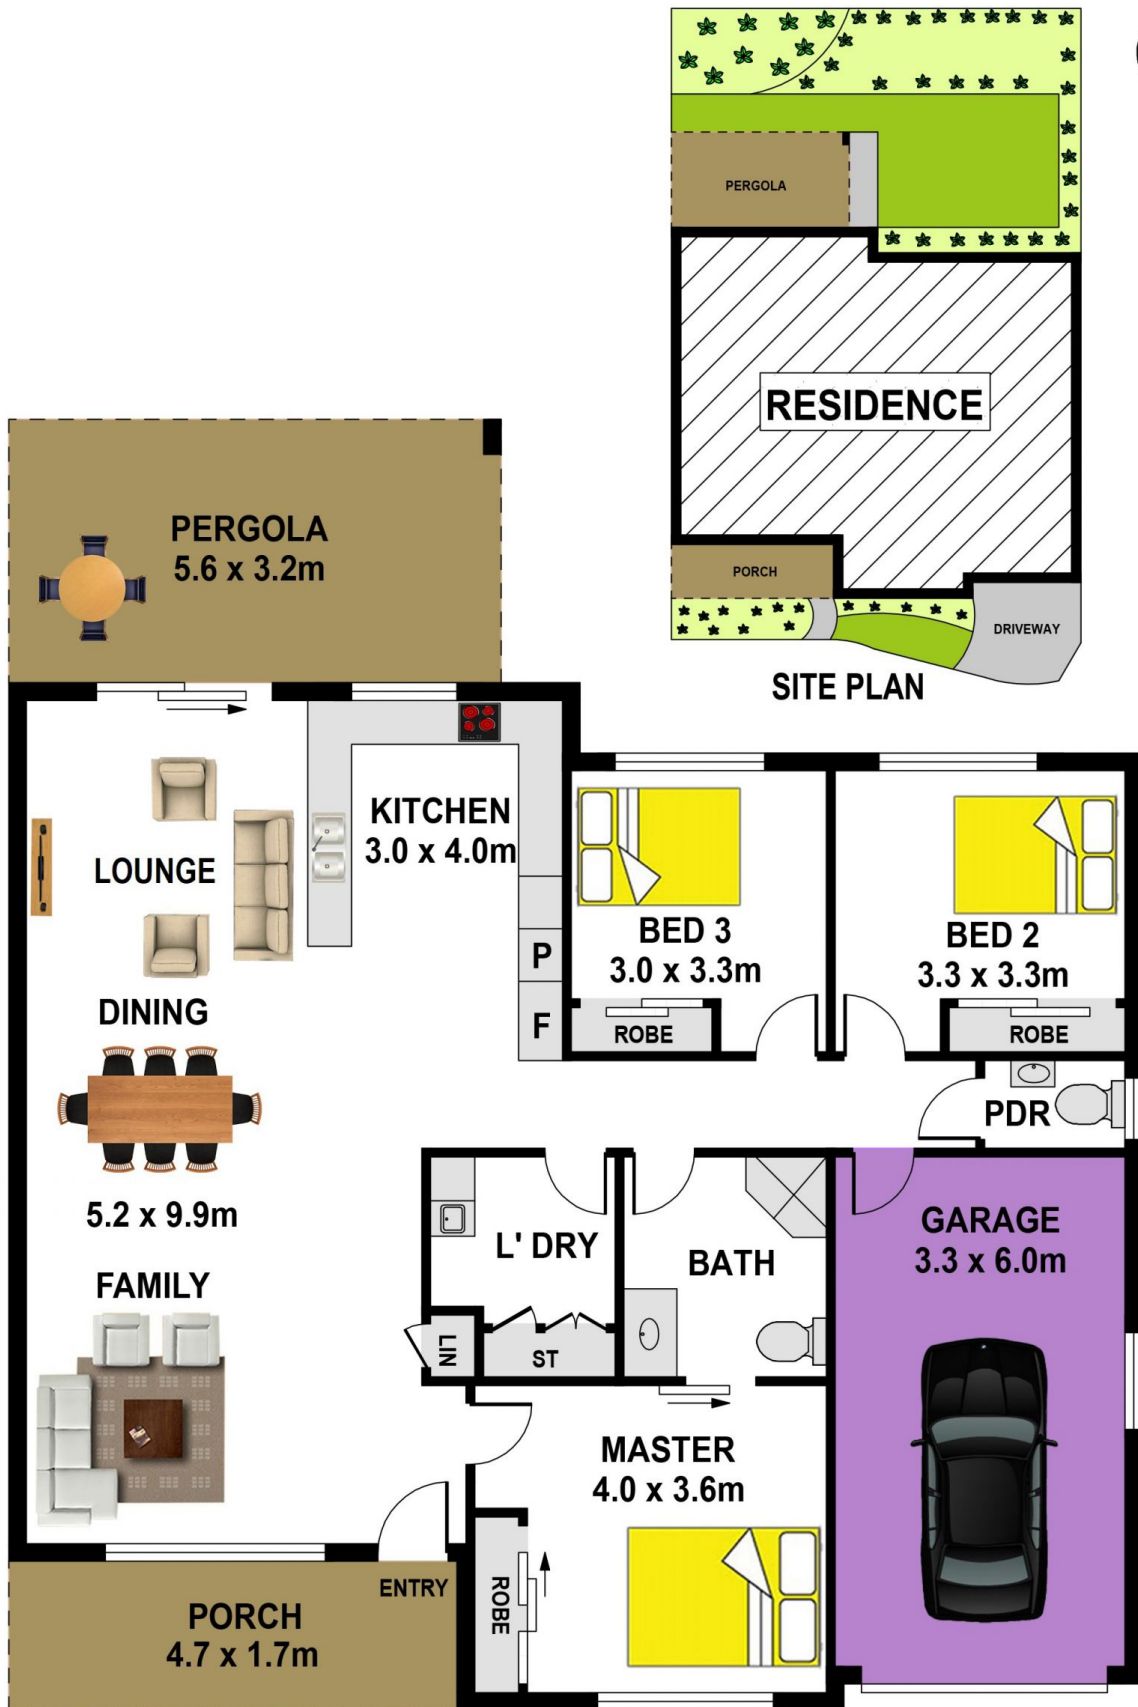 PERGOLA
RESIDENCE
PORCH
DRIVEWAY
SITE PLAN
PERGOLA
5.6 x 3.2m
KITCHEN
3.0 x 4.0m
LOUNGE
BED 3
3.0 x 3.3m
BED 2
3.3 x 3.3m
P
F
DINING
ROBE
ROBE
PDR
5.2 x 9.9m
L' DRY
BATH
GARAGE
3.3 x 6.0m
FAMILY
LIN
ST
MASTER
4.0 x 3.6m
ENTRY
ROBE
PORCH
4.7 x 1.7m